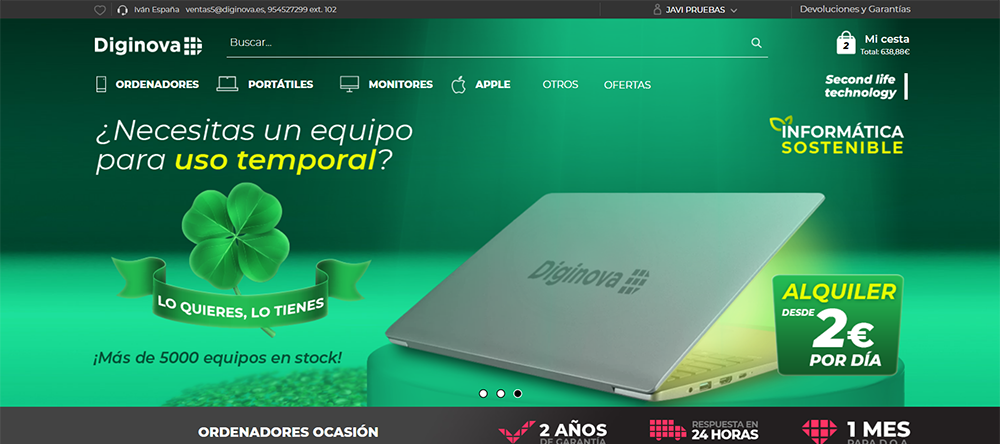 Iván España ventas5@diginova.es, 954527299 ext. 102
JAVI PRUEBAS
Devoluciones y Garantías
Diginova
Buscar...
2
Mi cesta
Total: 638,88€
ORDENADORES PORTÁTILES MONITORES APPLE OTROS OFERTAS
Second life
technology
¿Necesitas un equipo
para uso temporal?
INFORMÁTICA
SOSTENIBLE
LO QUIERES, LO TIENES
Diginova
ALQUILER
DESDE 2€
POR DÍA
¡Más de 5000 equipos en stock!
ORDENADORES OCASIÓN
2 AÑOS
DE GARANTÍA
RESPUESTA EN
24 HORAS
1 MES
PARA D.O.A